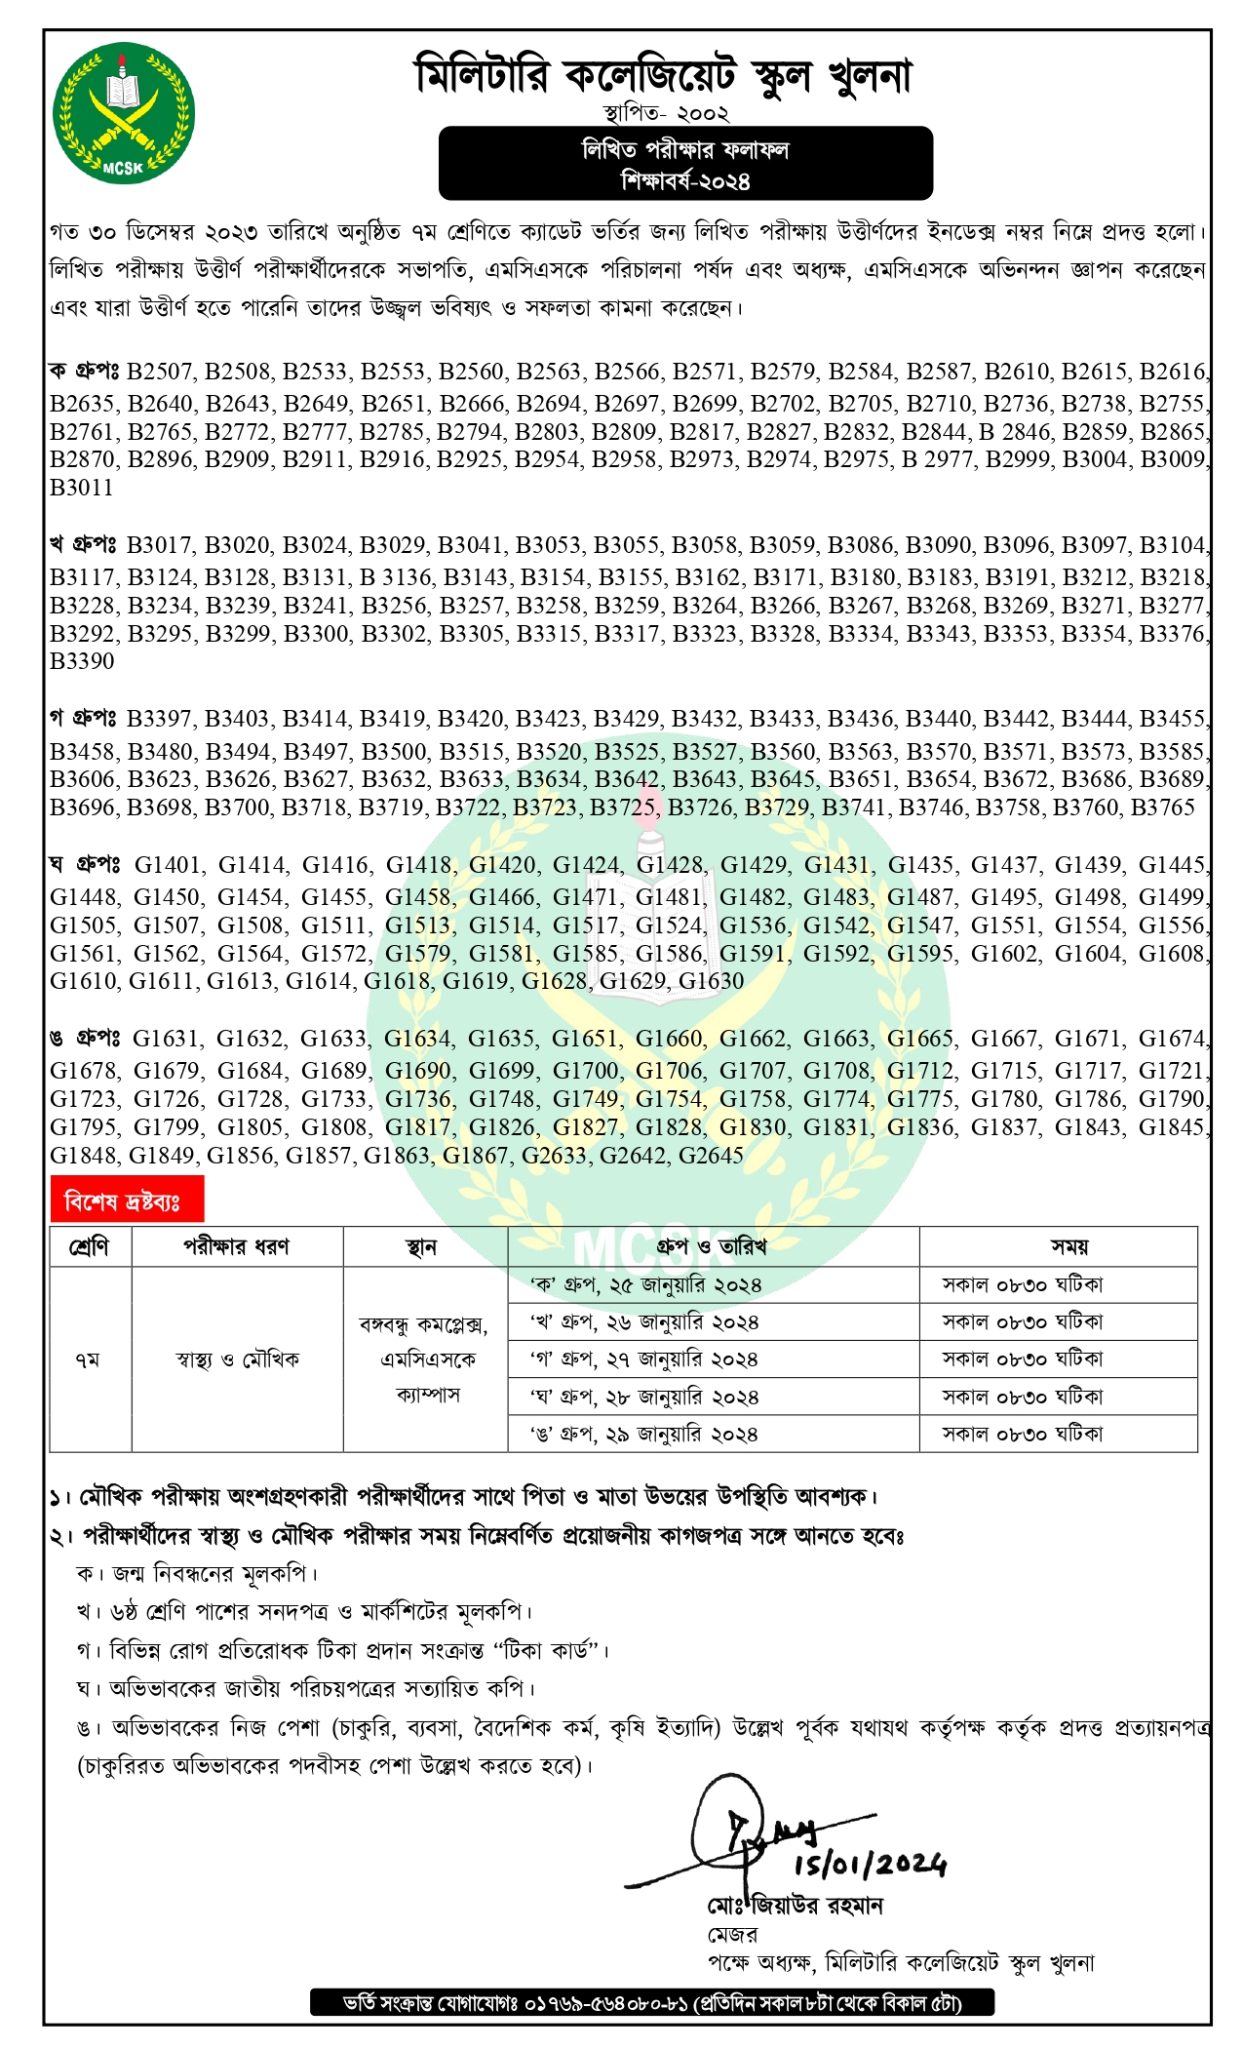 MCSK
মিলিটারি কলেজিয়েট স্কুল খুলনা
স্থাপিত- ২০০২
লিখিত পরীক্ষার ফলাফল
শিক্ষাবর্ষ-২০২৪
গত ৩০ ডিসেম্বর ২০২৩ তারিখে অনুষ্ঠিত ৭ম শ্রেণিতে ক্যাডেট ভর্তির জন্য লিখিত পরীক্ষায় উত্তীর্ণদের ইনডেক্স নম্বর নিম্নে প্রদত্ত হলো।
লিখিত পরীক্ষায় উত্তীর্ণ পরীক্ষার্থীদেরকে সভাপতি, এমসিএসকে পরিচালনা পর্ষদ এবং অধ্যক্ষ, এমসিএসকে অভিনন্দন জ্ঞাপন করেছেন
এবং যারা উত্তীর্ণ হতে পারেনি তাদের উজ্জ্বল ভবিষ্যৎ ও সফলতা কামনা করেছেন।
ক গ্রুপঃ B2507, B2508, B2533, B2553, B2560, B2563, B2566, B2571, B2579, B2584, B2587, B2610, B2615, B2616,
B2635, B2640, B2643, B2649, B2651, B2666, B2694, B2697, B2699, B2702, B2705, B2710, B2736, B2738, B2755,
B2761, B2765, B2772, B2777, B2785, B2794, B2803, B2809, B2817, B2827, B2832, B2844, B 2846, B2859, B2865,
B2870, B2896, B2909, B2911, B2916, B2925, B2954, B2958, B2973, B2974, B2975, B 2977, B2999, B3004, B3009,
B3011
খ গ্রুপঃ B3017, B3020, B3024, B3029, B3041, B3053, B3055, B3058, B3059, B3086, B3090, B3096, B3097, B3104,
B3117, B3124, B3128, B3131, B 3136, B3143, B3154, B3155, B3162, B3171, B3180, B3183, B3191, B3212, B3218,
B3228, B3234, B3239, B3241, B3256, B3257, B3258, B3259, B3264, B3266, B3267, B3268, B3269, B3271, B3277,
B3292, B3295, B3299, B3300, B3302, B3305, B3315, B3317, B3323, B3328, B3334, B3343, B3353, B3354, B3376,
B3390
গ গ্রুপঃ B3397, B3403, B3414, B3419, B3420, B3423, B3429, B3432, B3433, B3436, B3440, B3442, B3444, B3455,
B3458, B3480, B3494, B3497, B3500, B3515, B3520, B3525, B3527, B3560, B3563, B3570, B3571, B3573, B3585,
B3606, B3623, B3626, B3627, B3632, B3633, B3634, B3642, B3643, B3645, B3651, B3654, B3672, B3686, B3689,
B3696, B3698, B3700, B3718, B3719, B3722, B3723, B3725, B3726, B3729, B3741, B3746, B3758, B3760, B3765
ঘ গ্রুপঃ G1401, G1414, G1416, G1418, G1420, G1424, G1428, G1429, G1431, G1435, G1437, G1439, G1445,
G1448, G1450, G1454, G1455, G1458, G1466, G1471, G1481, G1482, G1483, G1487, G1495, G1498, G1499,
G1505, G1507, G1508, G1511, G1513, G1514, G1517, G1524, G1536, G1542, G1547, G1551, G1554, G1556,
G1561, G1562, G1564, G1572, G1579, G1581, G1585, G1586, G1591, G1592, G1595, G1602, G1604, G1608,
G1610, G1611, G1613, G1614, G1618, G1619, G1628, G1629, G1630
ঙ গ্রুপঃ G1631, G1632, G1633, G1634, G1635, G1651, G1660, G1662, G1663, G1665, G1667, G1671, G1674,
G1678, G1679, G1684, G1689, G1690, G1699, G1700, G1706, G1707, G1708, G1712, G1715, G1717, G1721,
G1723, G1726, G1728, G1733, G1736, G1748, G1749, G1754, G1758, G1774, G1775, G1780, G1786, G1790,
G1795, G1799, G1805, G1808, G1817, G1826, G1827, G1828, G1830, G1831, G1836, G1837, G1843, G1845,
G1848, G1849, G1856, G1857, G1863, G1867, G2633, G2642, G2645
বিশেষ দ্রষ্টব্যঃ
MCSK
শ্রেণি পরীক্ষার ধরণ স্থান গ্রুপ ও তারিখ সময়
৭ম স্বাস্থ্য ও মৌখিক বঙ্গবন্ধু কমপ্লেক্স,
এমসিএসকে
ক্যাম্পাস
‘ক’ গ্রুপ, ২৫ জানুয়ারি ২০২৪ সকাল ০৮৩০ ঘটিকা
‘খ’ গ্রুপ, ২৬ জানুয়ারি ২০২৪ সকাল ০৮৩০ ঘটিকা
‘গ’ গ্রুপ, ২৭ জানুয়ারি ২০২৪ সকাল ০৮৩০ ঘটিকা
‘ঘ’ গ্রুপ, ২৮ জানুয়ারি ২০২৪ সকাল ০৮৩০ ঘটিকা
‘ঙ’ গ্রুপ, ২৯ জানুয়ারি ২০২৪ সকাল ০৮৩০ ঘটিকা
১। মৌখিক পরীক্ষায় অংশগ্রহণকারী পরীক্ষার্থীদের সাথে পিতা ও মাতা উভয়ের উপস্থিতি আবশ্যক।
২। পরীক্ষার্থীদের স্বাস্থ্য ও মৌখিক পরীক্ষার সময় নিম্নেবর্ণিত প্রয়োজনীয় কাগজপত্র সঙ্গে আনতে হবেঃ
ক। জন্ম নিবন্ধনের মূলকপি।
খ। ৬ষ্ঠ শ্রেণি পাশের সনদপত্র ও মার্কশিটের মূলকপি।
গ। বিভিন্ন রোগ প্রতিরোধক টিকা প্রদান সংক্রান্ত “টিকা কার্ড”।
ঘ। অভিভাবকের জাতীয় পরিচয়পত্রের সত্যায়িত কপি।
ঙ। অভিভাবকের নিজ পেশা (চাকুরি, ব্যবসা, বৈদেশিক কর্ম, কৃষি ইত্যাদি) উল্লেখ পূর্বক যথাযথ কর্তৃপক্ষ কর্তৃক প্রদত্ত প্রত্যায়নপত্র
(চাকুরিরত অভিভাবকের পদবীসহ পেশা উল্লেখ করতে হবে)।
15/01/2024
মোঃ জিয়াউর রহমান
মেজর
পক্ষে অধ্যক্ষ, মিলিটারি কলেজিয়েট স্কুল খুলনা
ভর্তি সংক্রান্ত যোগাযোগঃ ০১৭৬৯-৫৬৪০৮০-৮১ (প্রতিদিন সকাল ৮টা থেকে বিকাল ৫টা)